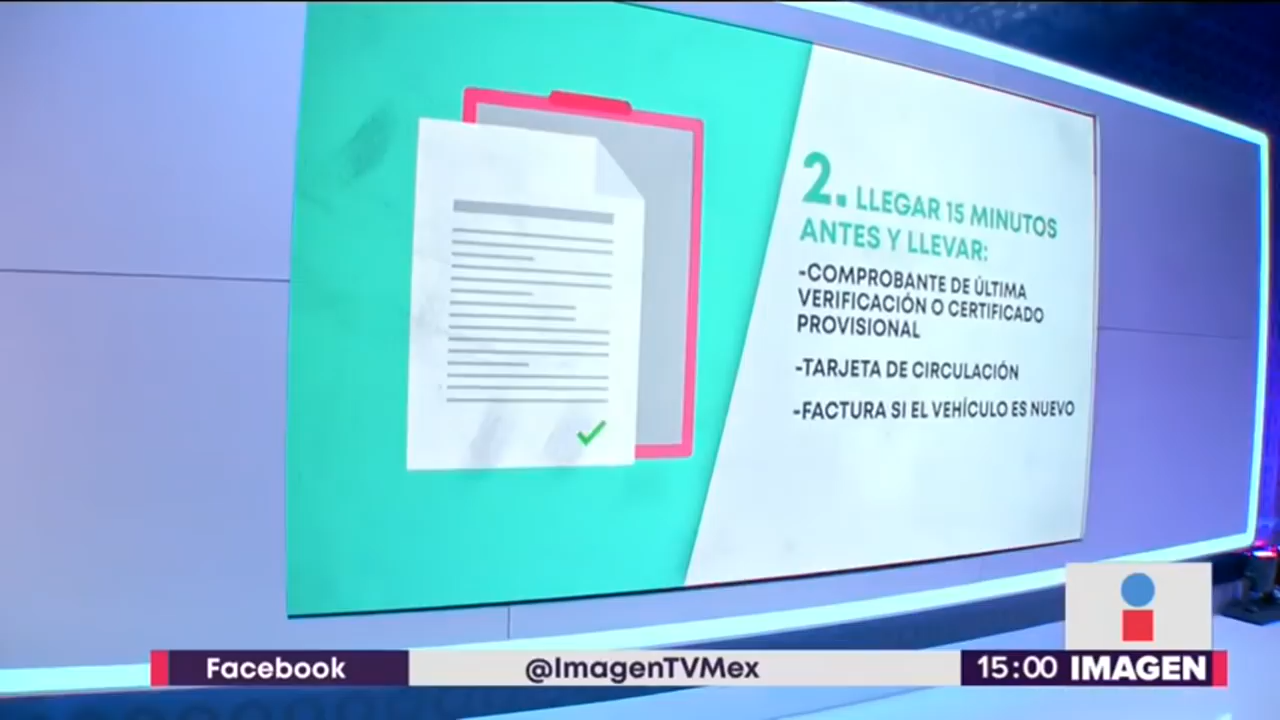 2. LLEGAR 15 MINUTOS
ANTES Y LLEVAR:
-COMPROBANTE DE ÚLTIMA
VERIFICACIÓN O CERTIFICADO
PROVISIONAL
-TARJETA DE CIRCULACIÓN
-FACTURA SI EL VEHÍCULO ES NUEVO
Facebook
@ImagenTVMex
15:00 IMAGEN